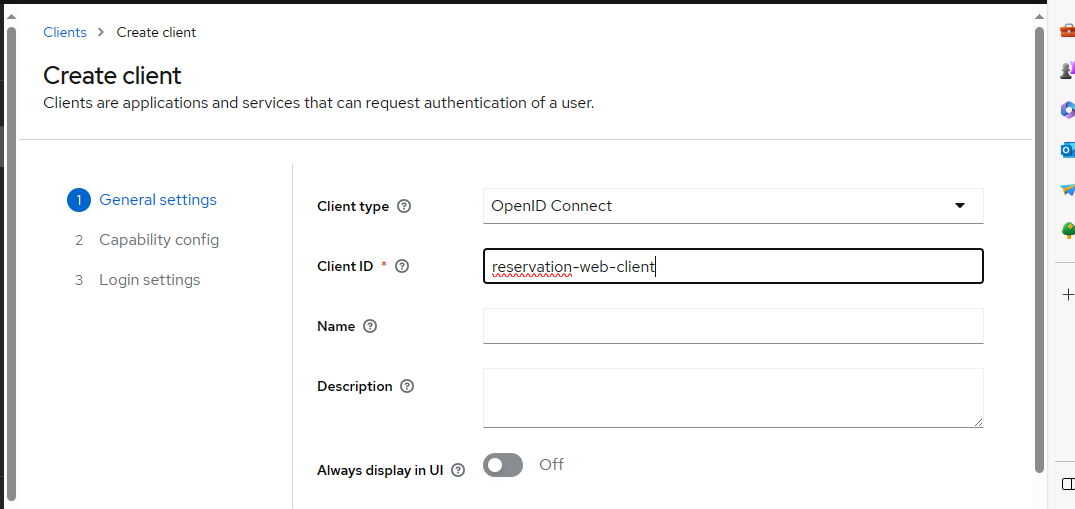 Clients > Create client
Create client
Clients are applications and services that can request authentication of a user.
1 General settings
2 Capability config
3 Login settings
Client type ? OpenID Connect
Client ID * ? reservation-web-client
Name ?
Description ?
Always display in UI ? Off